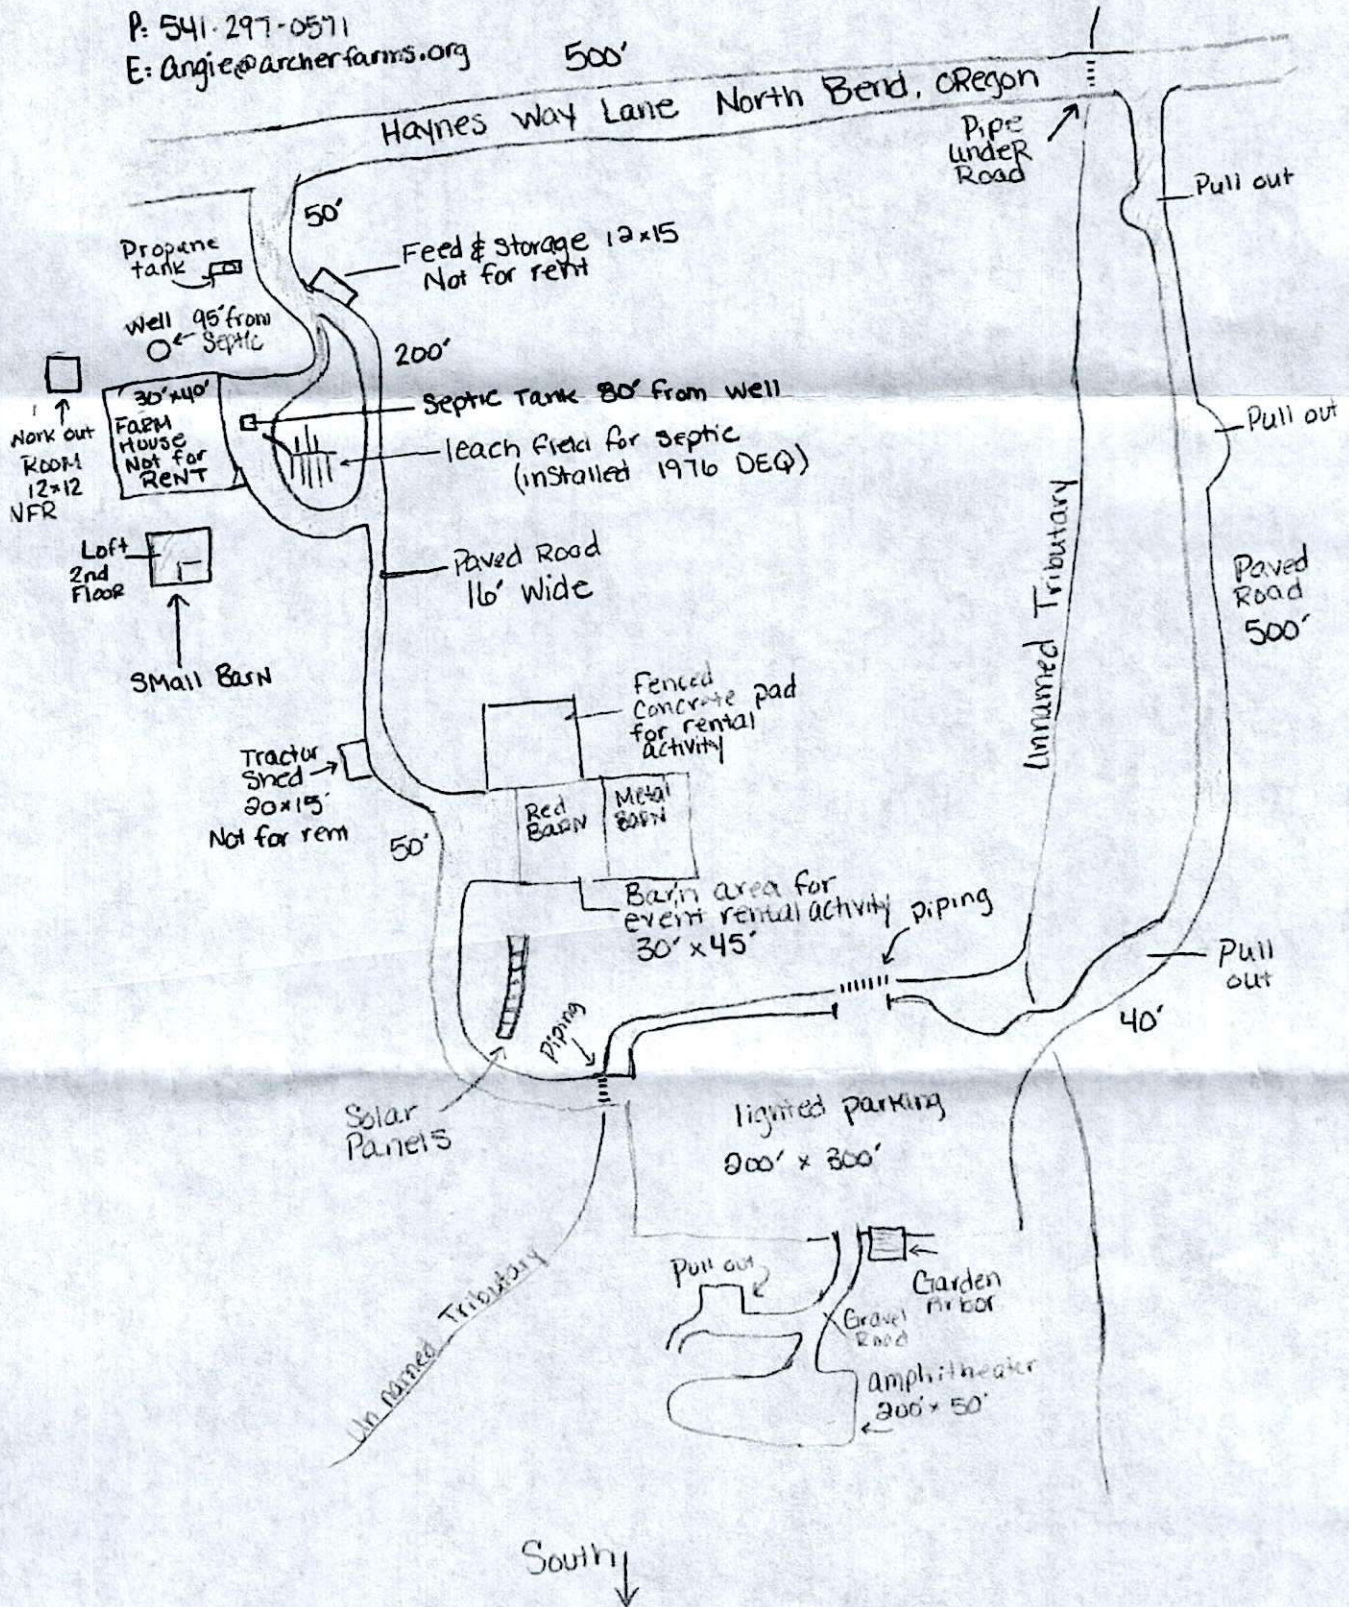 P: 541-297-0571
E: angie@archerfarms.org
500'
Haynes Way Lane North Bend, ORegon
Pipe
UndeR
Road
Pull out
50'
Propane
tank
Feed & Storage 12x15
Not for rent
Well 95' from
Septic
200'
30'x40'
FARM
House
Not for
RENT
Work out
ROOM
12x12
NFR
Septic Tank 80' from well
leach field for septic
(installed 1976 DEQ)
Pull out
Loft
2nd
Floor
Paved Road
16' Wide
Small Barn
Unnamed Tributary
Paved
Road
500'
Fenced
Concrete pad
for rental
activity
Tractor
Shed
20x15'
Not for rent
50'
Red
BARN
Metal
BARN
Barn area for
event rental activity
30' x 45'
piping
Pull
out
40'
Piping
Solar
Panels
lighted parking
200' x 300'
Unnamed Tributary
Pull out
Garden
Arbor
Gravel
Road
amphitheater
200' x 50'
South